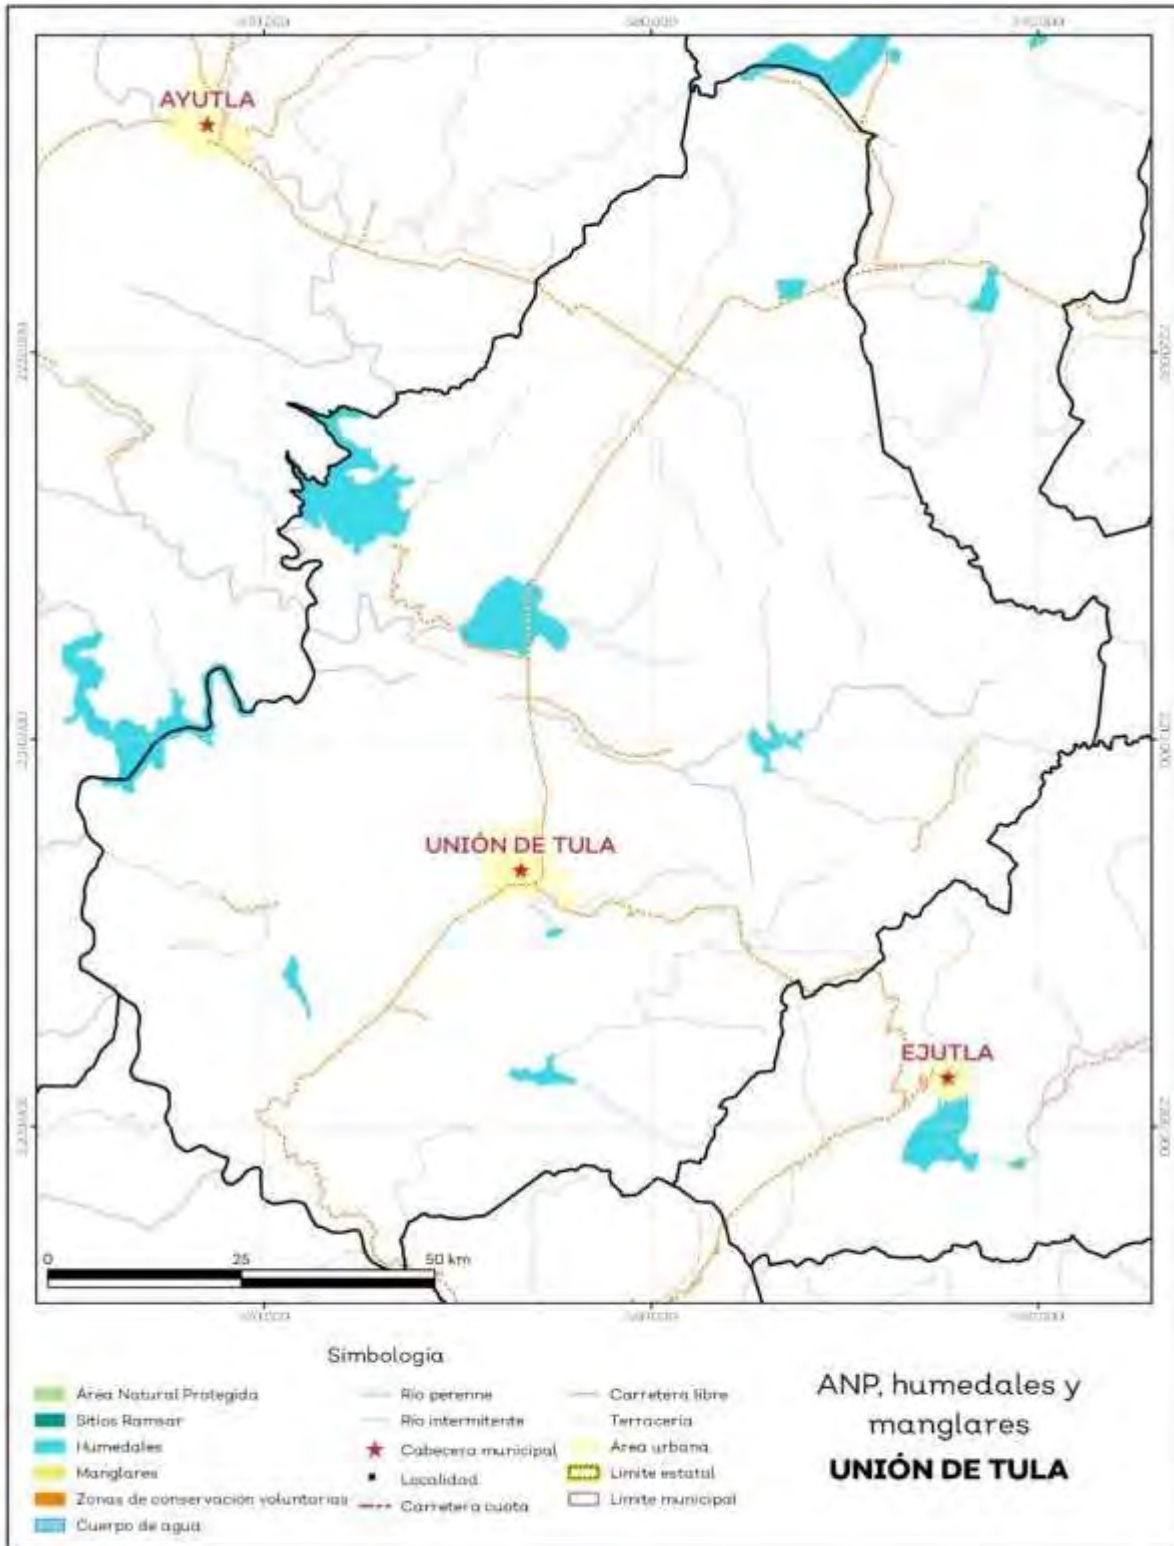 AYUTLA
UNIÓN DE TULA
EJUTLA
0 25 50 km
Simbología
Área Natural Protegida
Sitios Ramsar
Humedales
Manglares
Zonas de conservación voluntarias
Cuerpo de agua
Río perenne
Río intermitente
Cabecera municipal
Localidad
Carretera cuota
Carretera libre
Terracería
Área urbana
Límite estatal
Límite municipal
ANP, humedales y
manglares
UNIÓN DE TULA